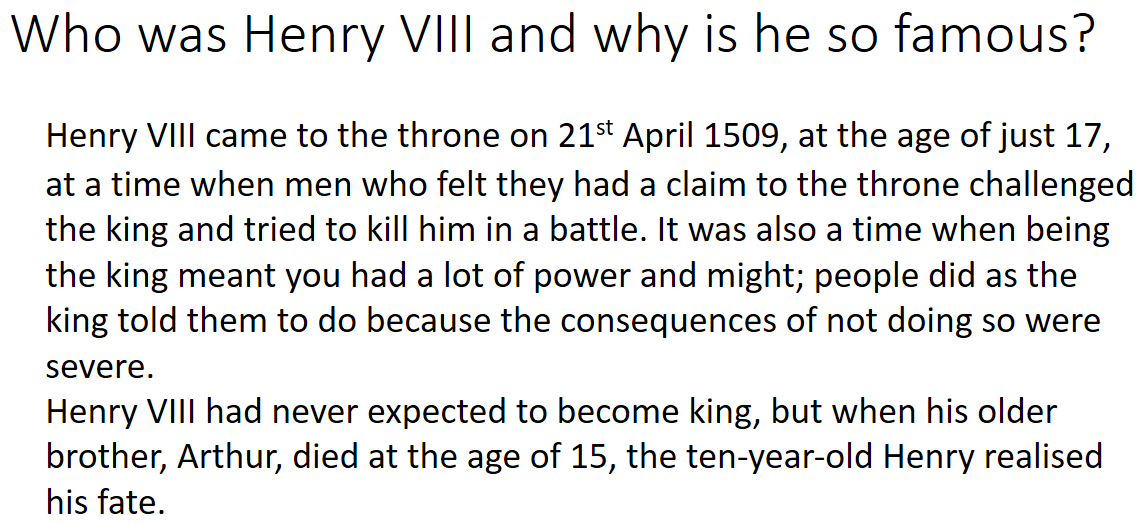 Who was Henry VIII and why is he so famous?
Henry VIII came to the throne on 21st April 1509, at the age of just 17,
at a time when men who felt they had a claim to the throne challenged
the king and tried to kill him in a battle. It was also a time when being
the king meant you had a lot of power and might; people did as the
king told them to do because the consequences of not doing so were
severe.
Henry VIII had never expected to become king, but when his older
brother, Arthur, died at the age of 15, the ten-year-old Henry realised
his fate.